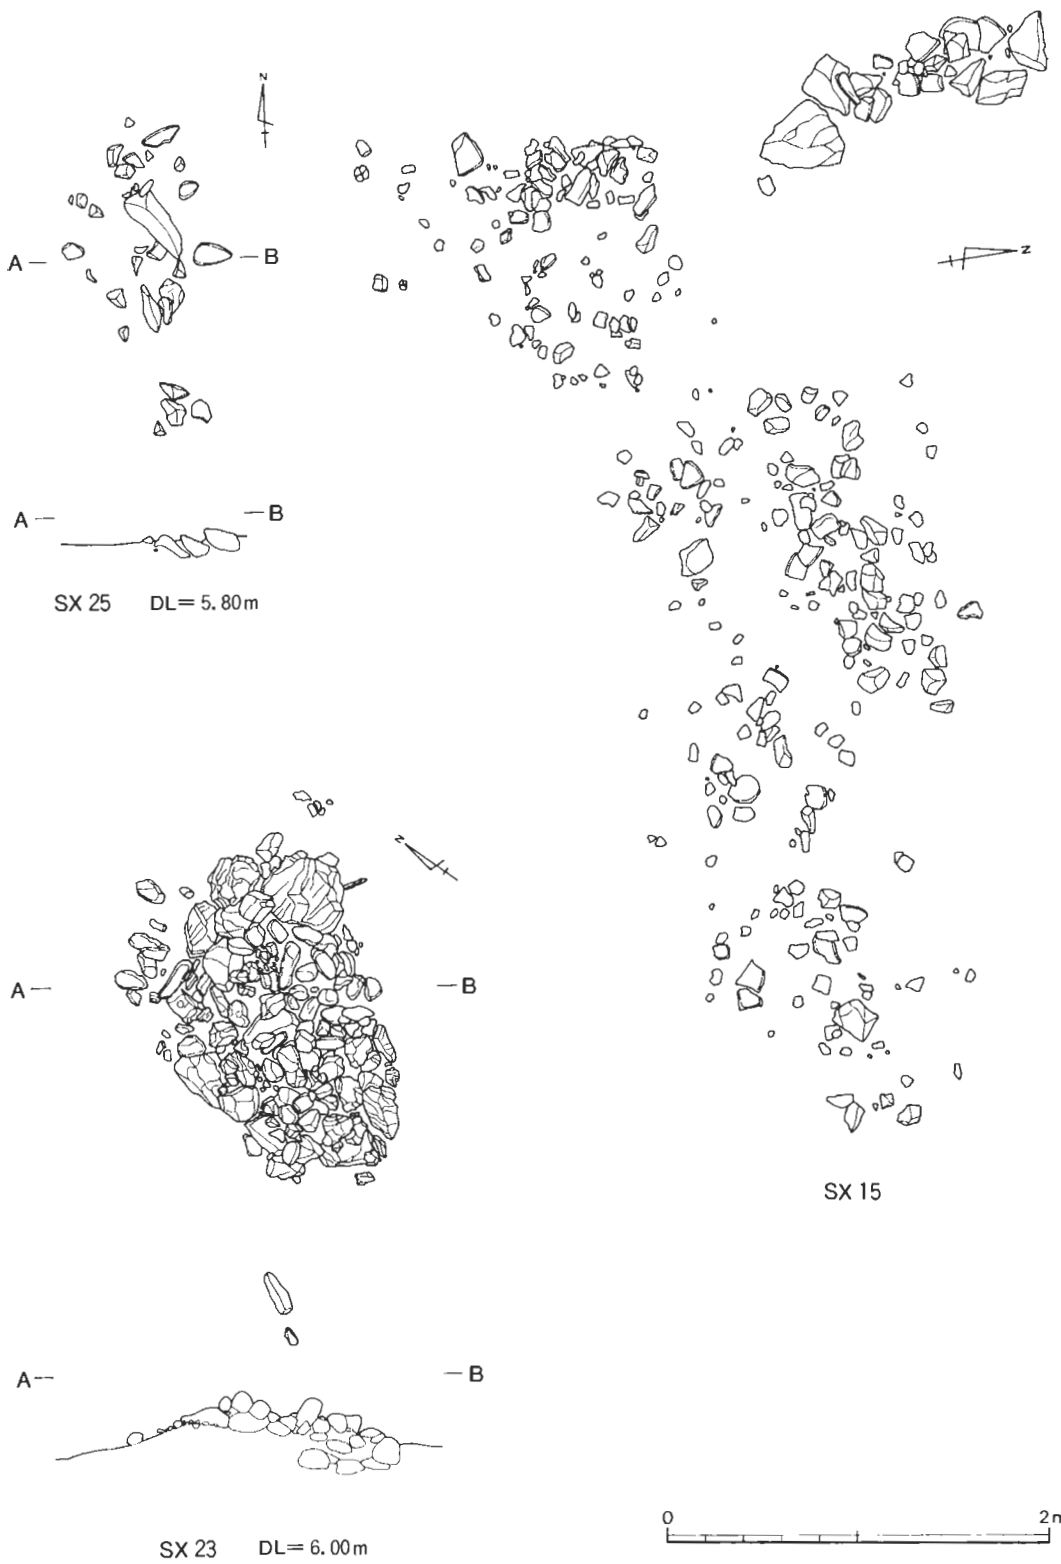 N
A — — B
A — — B
SX 25 DL= 5.80m
N
N
A — — B
SX 15
A — — B
SX 23 DL= 6.00m
0 2m